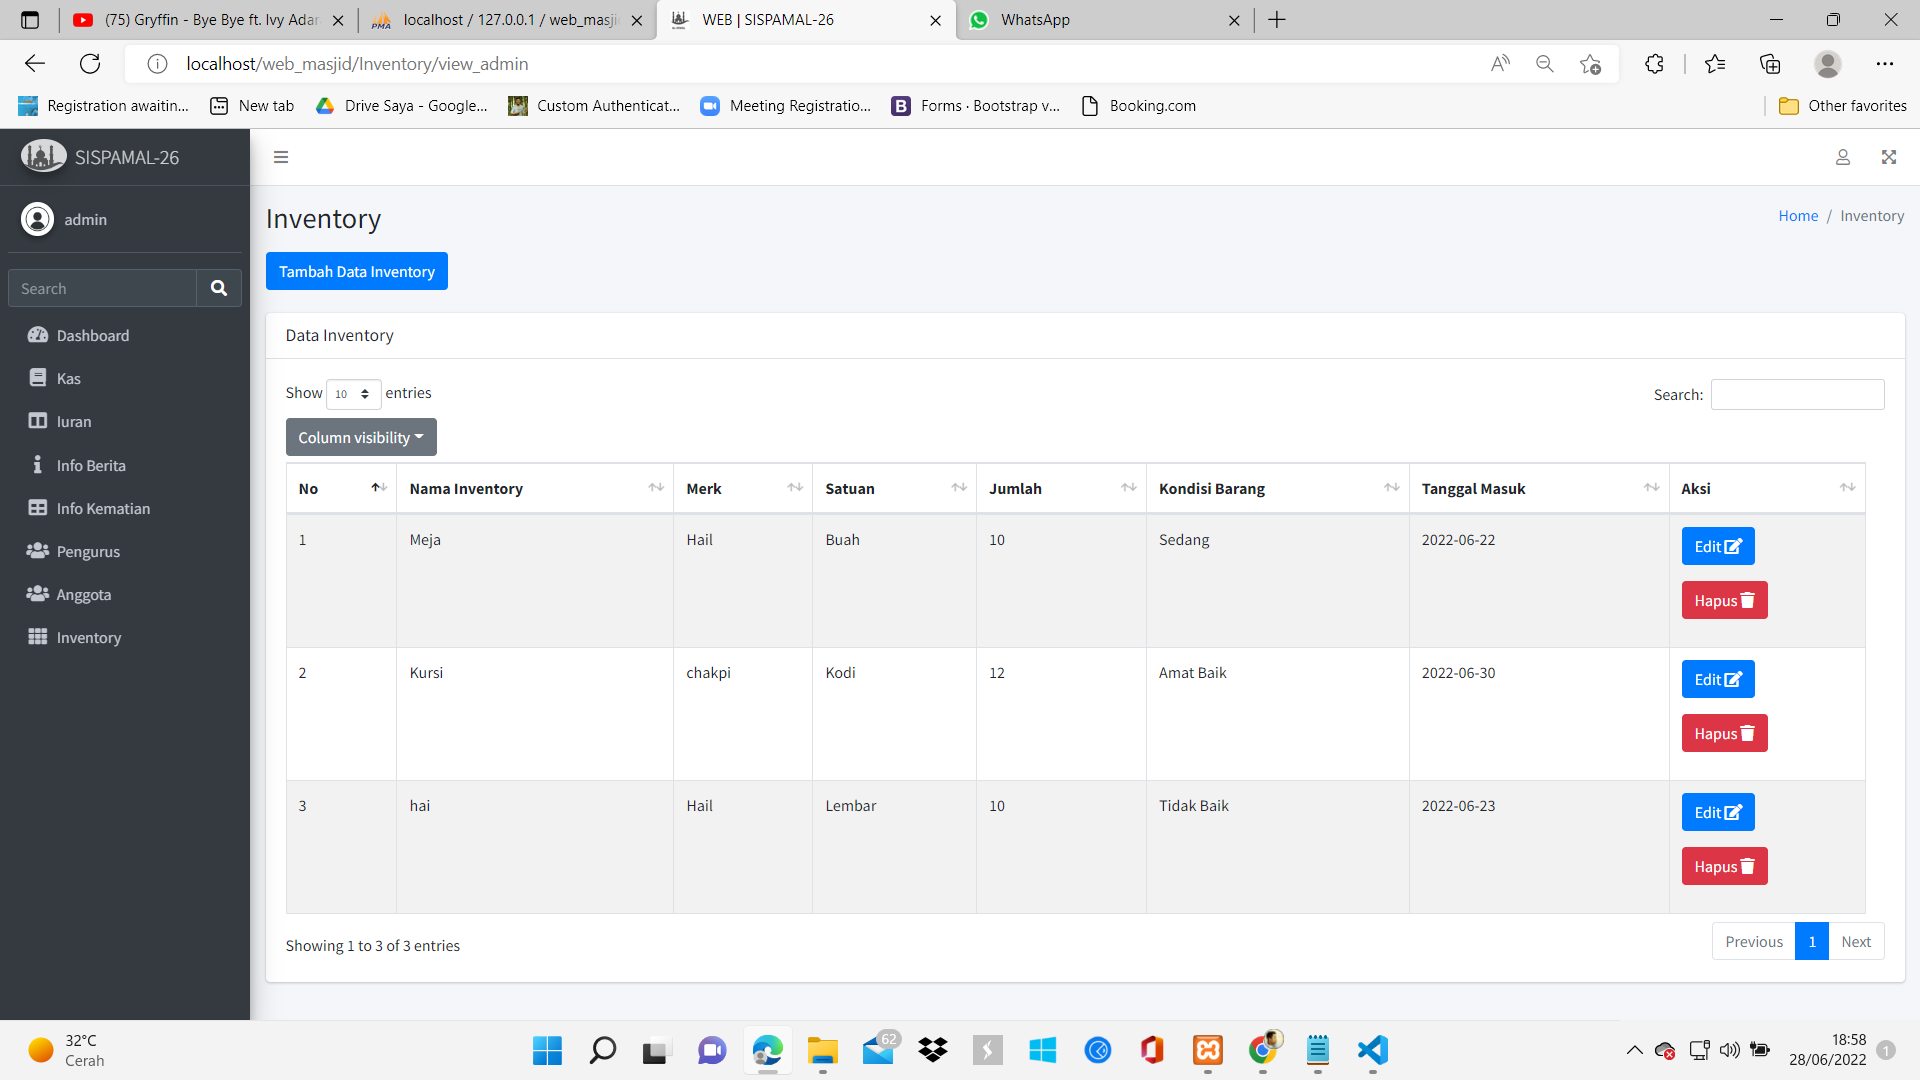 (75) Gryffin - Bye Bye ft. Ivy Adar
localhost / 127.0.0.1 / web_masji
WEB | SISPAMAL-26
WhatsApp
localhost/web_masjid/Inventory/view_admin
Registration awaitin...
New tab
Drive Saya - Google...
Custom Authenticat...
Meeting Registratio...
Forms · Bootstrap v...
Booking.com
Other favorites
SISPAMAL-26
admin
Search
Dashboard
Kas
Iuran
Info Berita
Info Kematian
Pengurus
Anggota
Inventory
Inventory
Home / Inventory
Tambah Data Inventory
Data Inventory
Show 10 entries
Search:
Column visibility
No Nama Inventory Merk Satuan Jumlah Kondisi Barang Tanggal Masuk Aksi
1 Meja Hail Buah 10 Sedang 2022-06-22 Edit
Hapus
2 Kursi chakpi Kodi 12 Amat Baik 2022-06-30 Edit
Hapus
3 hai Hail Lembar 10 Tidak Baik 2022-06-23 Edit
Hapus
Showing 1 to 3 of 3 entries
Previous 1 Next
32°C
Cerah
62
18:58
28/06/2022
1